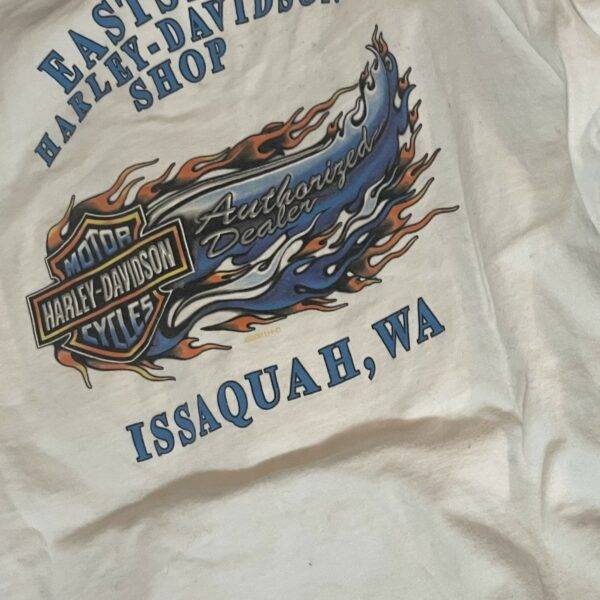 HARLEY-DAVIDSON
SHOP
Authorized
Dealer
MOTOR
HARLEY-DAVIDSON
CYCLES
ISSAQUAH, WA